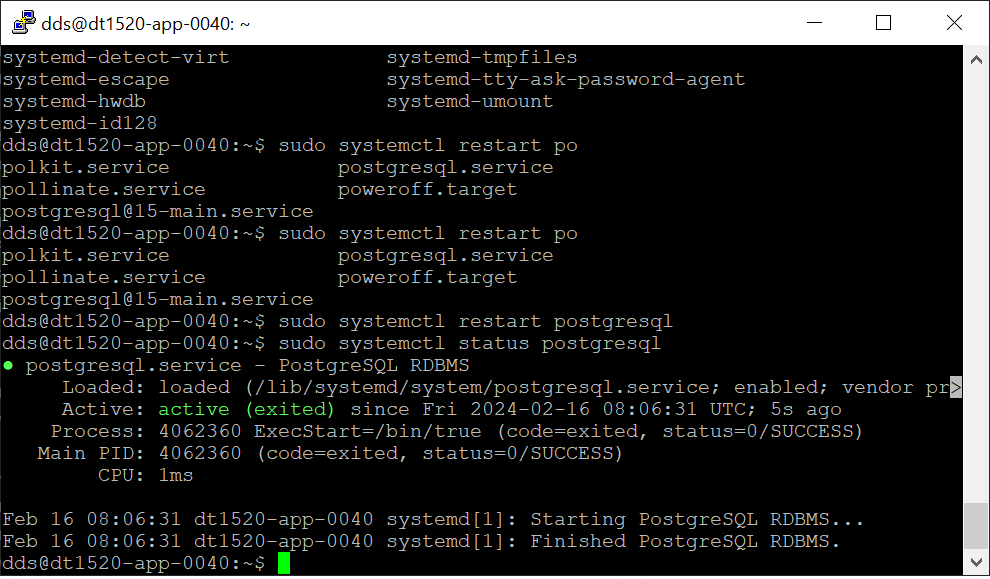 dds@dt1520-app-0040: ~
systemd-detect-virt systemd-tmpfiles
systemd-escape systemd-tty-ask-password-agent
systemd-hwdb systemd-umount
systemd-id128
dds@dt1520-app-0040:~$ sudo systemctl restart po
polkit.service postgresql.service
pollinate.service poweroff.target
postgresql@15-main.service
dds@dt1520-app-0040:~$ sudo systemctl restart po
polkit.service postgresql.service
pollinate.service poweroff.target
postgresql@15-main.service
dds@dt1520-app-0040:~$ sudo systemctl restart postgresql
dds@dt1520-app-0040:~$ sudo systemctl status postgresql
● postgresql.service - PostgreSQL RDBMS
Loaded: loaded (/lib/systemd/system/postgresql.service; enabled; vendor pr>
Active: active (exited) since Fri 2024-02-16 08:06:31 UTC; 5s ago
Process: 4062360 ExecStart=/bin/true (code=exited, status=0/SUCCESS)
Main PID: 4062360 (code=exited, status=0/SUCCESS)
CPU: 1ms
Feb 16 08:06:31 dt1520-app-0040 systemd[1]: Starting PostgreSQL RDBMS...
Feb 16 08:06:31 dt1520-app-0040 systemd[1]: Finished PostgreSQL RDBMS.
dds@dt1520-app-0040:~$